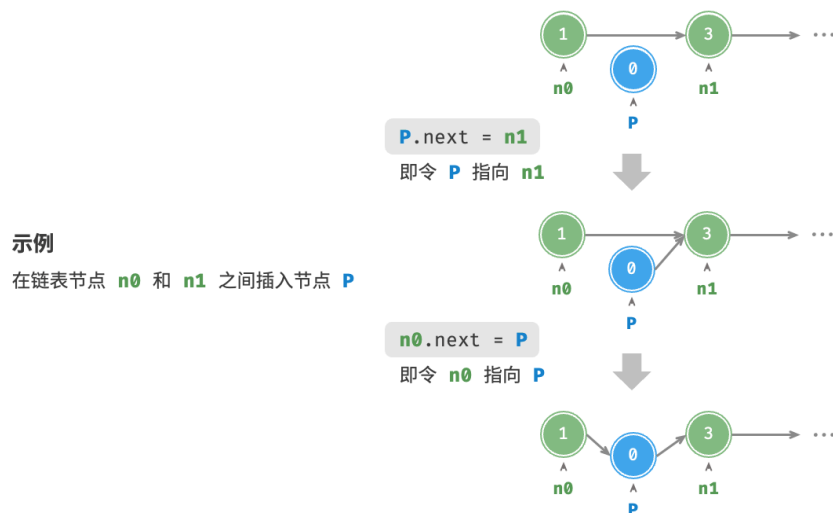 1 3 ...
0
n0 n1
P
P.next = n1
即令 P 指向 n1
1 3 ...
0
示例
在链表节点 n0 和 n1 之间插入节点 P
n0 n1
P
n0.next = P
即令 n0 指向 P
1 3 ...
0
n0 n1
P